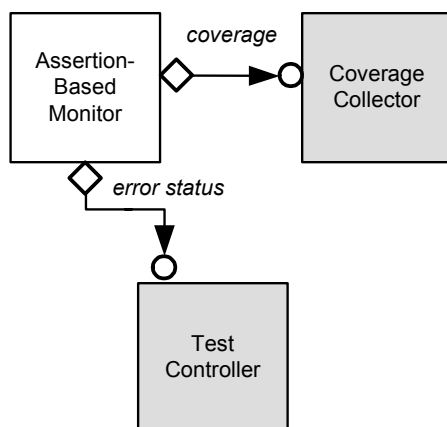 coverage
Assertion-
Based
Monitor
Coverage
Collector
error status
Test
Controller